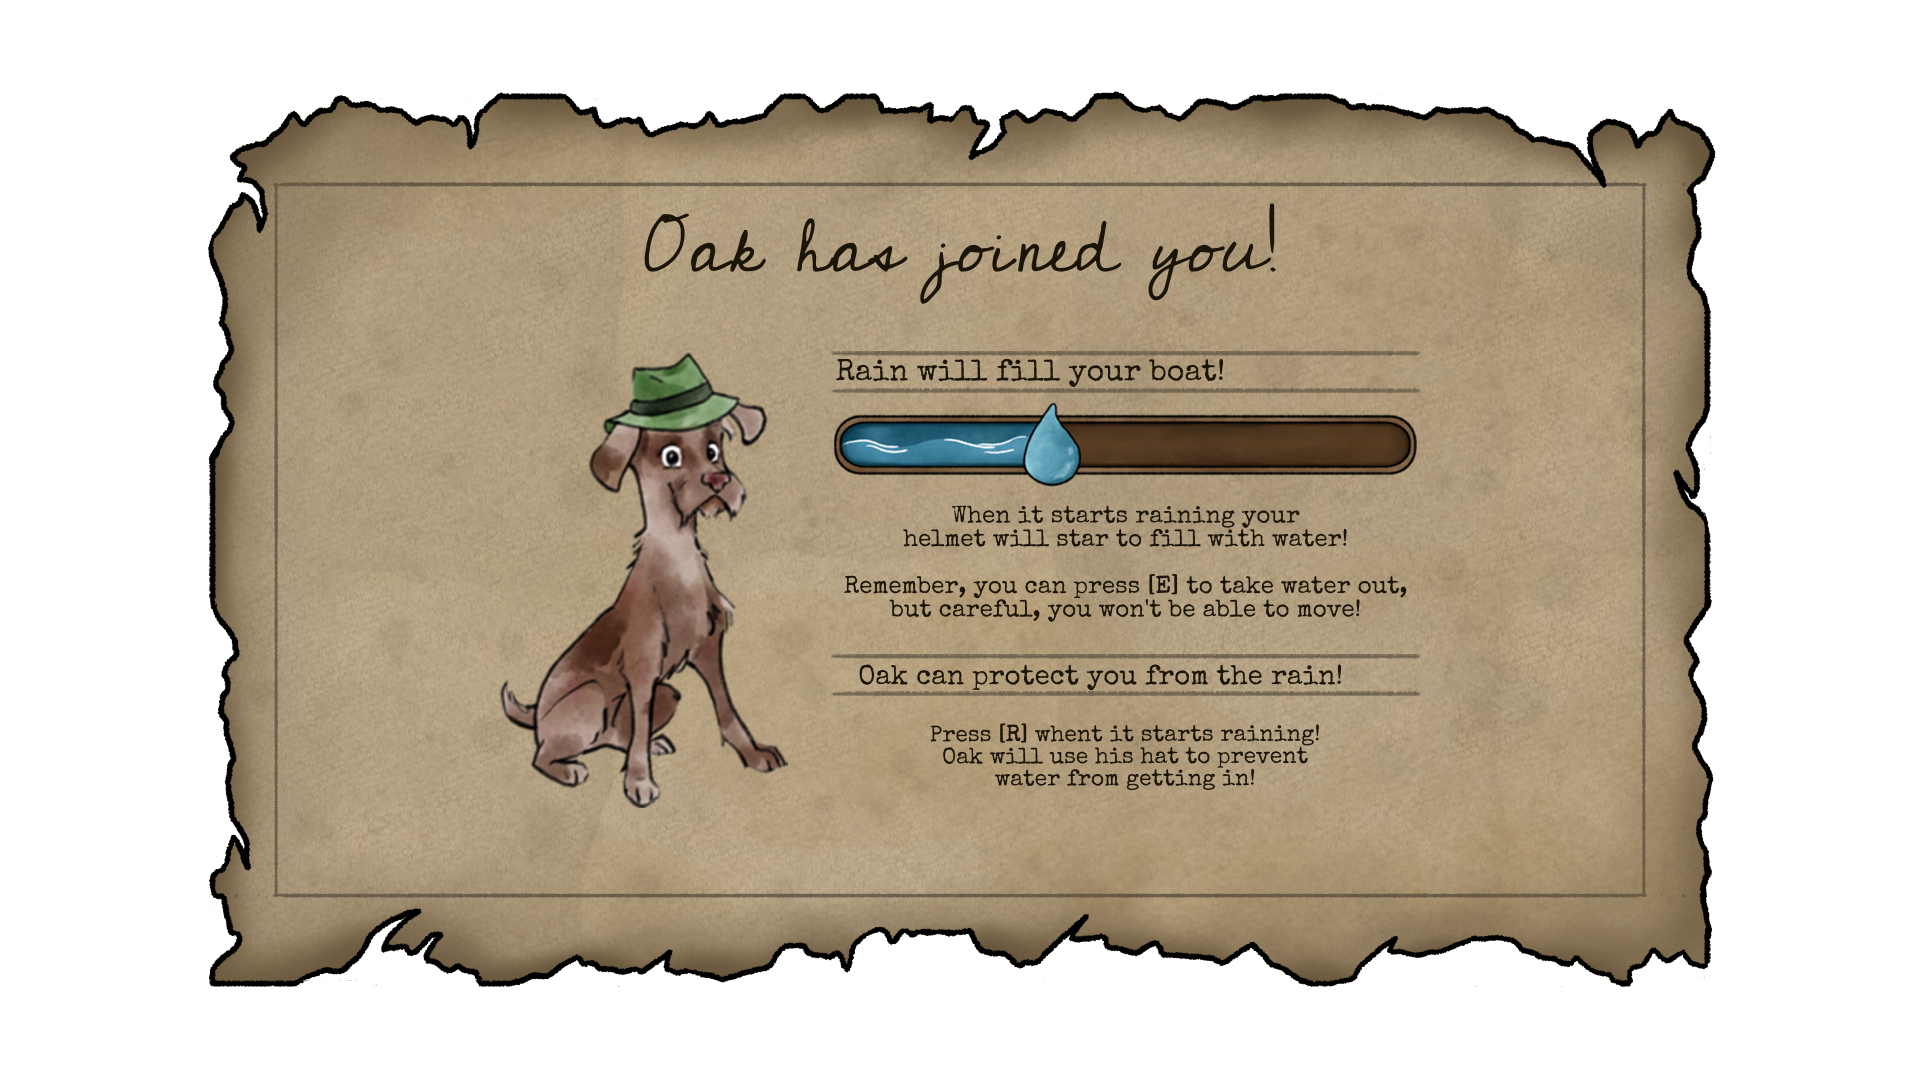 Oak has joined you!
Rain will fill your boat!
When it starts raining your
helmet will star to fill with water!
Remember, you can press [E] to take water out,
but careful, you won't be able to move!
Oak can protect you from the rain!
Press [R] whent it starts raining!
Oak will use his hat to prevent
water from getting in!